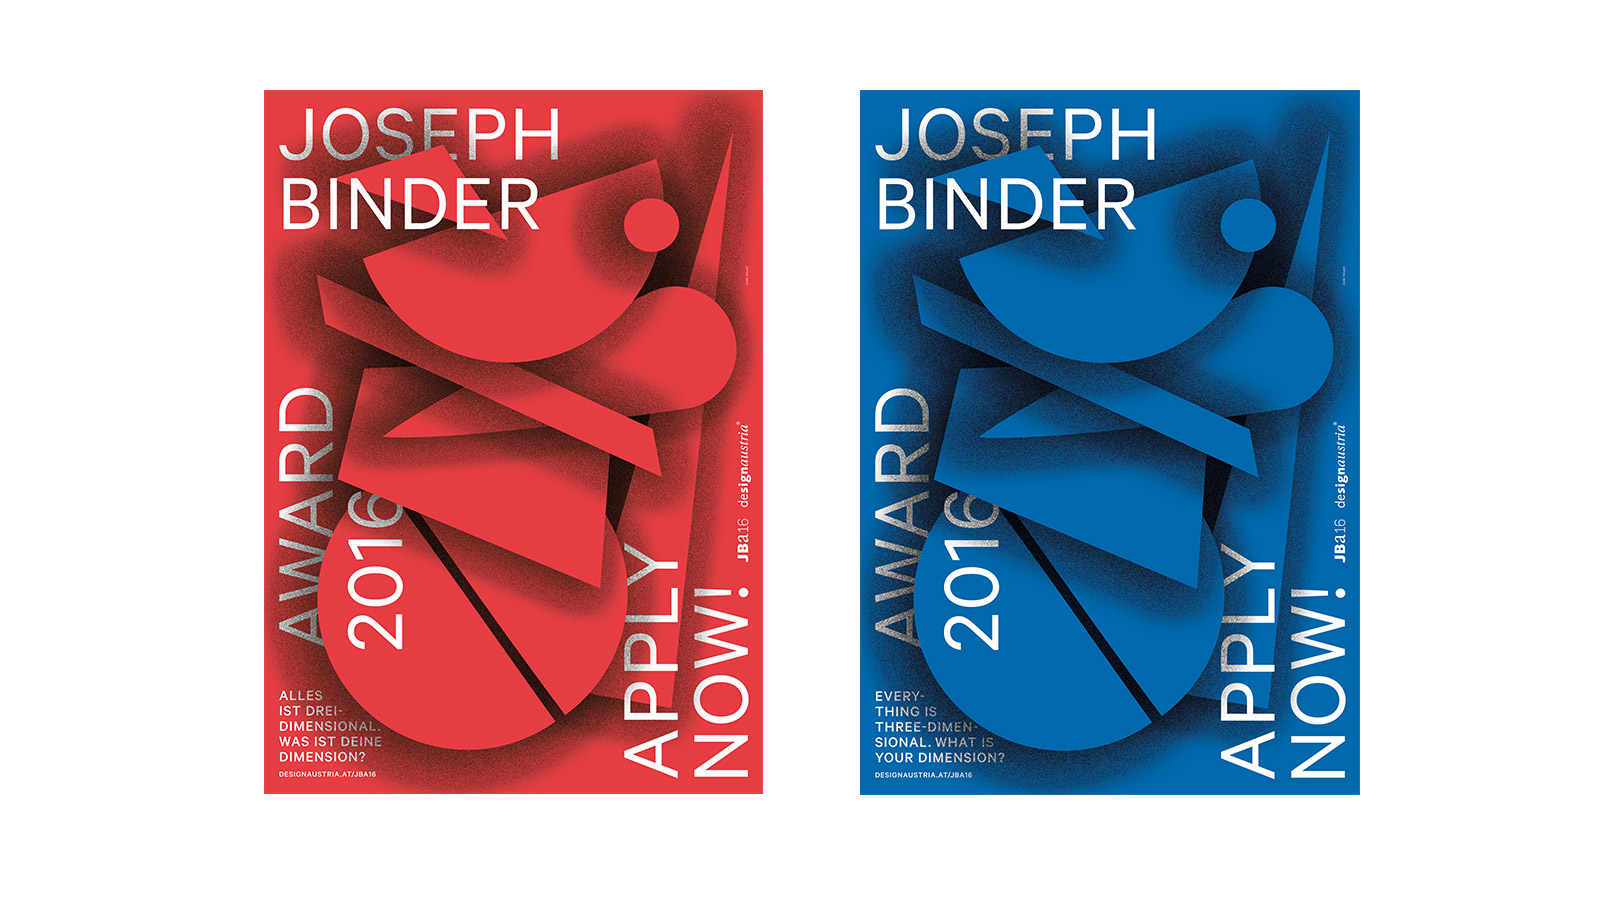 JOSEPH
BINDER
AWARD
2016
APPLY
NOW!
JBa16 designaustria®
ALLES
IST DREI-
DIMENSIONAL.
WAS IST DEINE
DIMENSION?
DESIGNAUSTRIA.AT/JBA16
JOSEPH
BINDER
AWARD
2016
APPLY
NOW!
JBa16 designaustria®
EVERY-
THING IS
THREE-DIMEN-
SIONAL. WHAT IS
YOUR DIMENSION?
DESIGNAUSTRIA.AT/JBA16